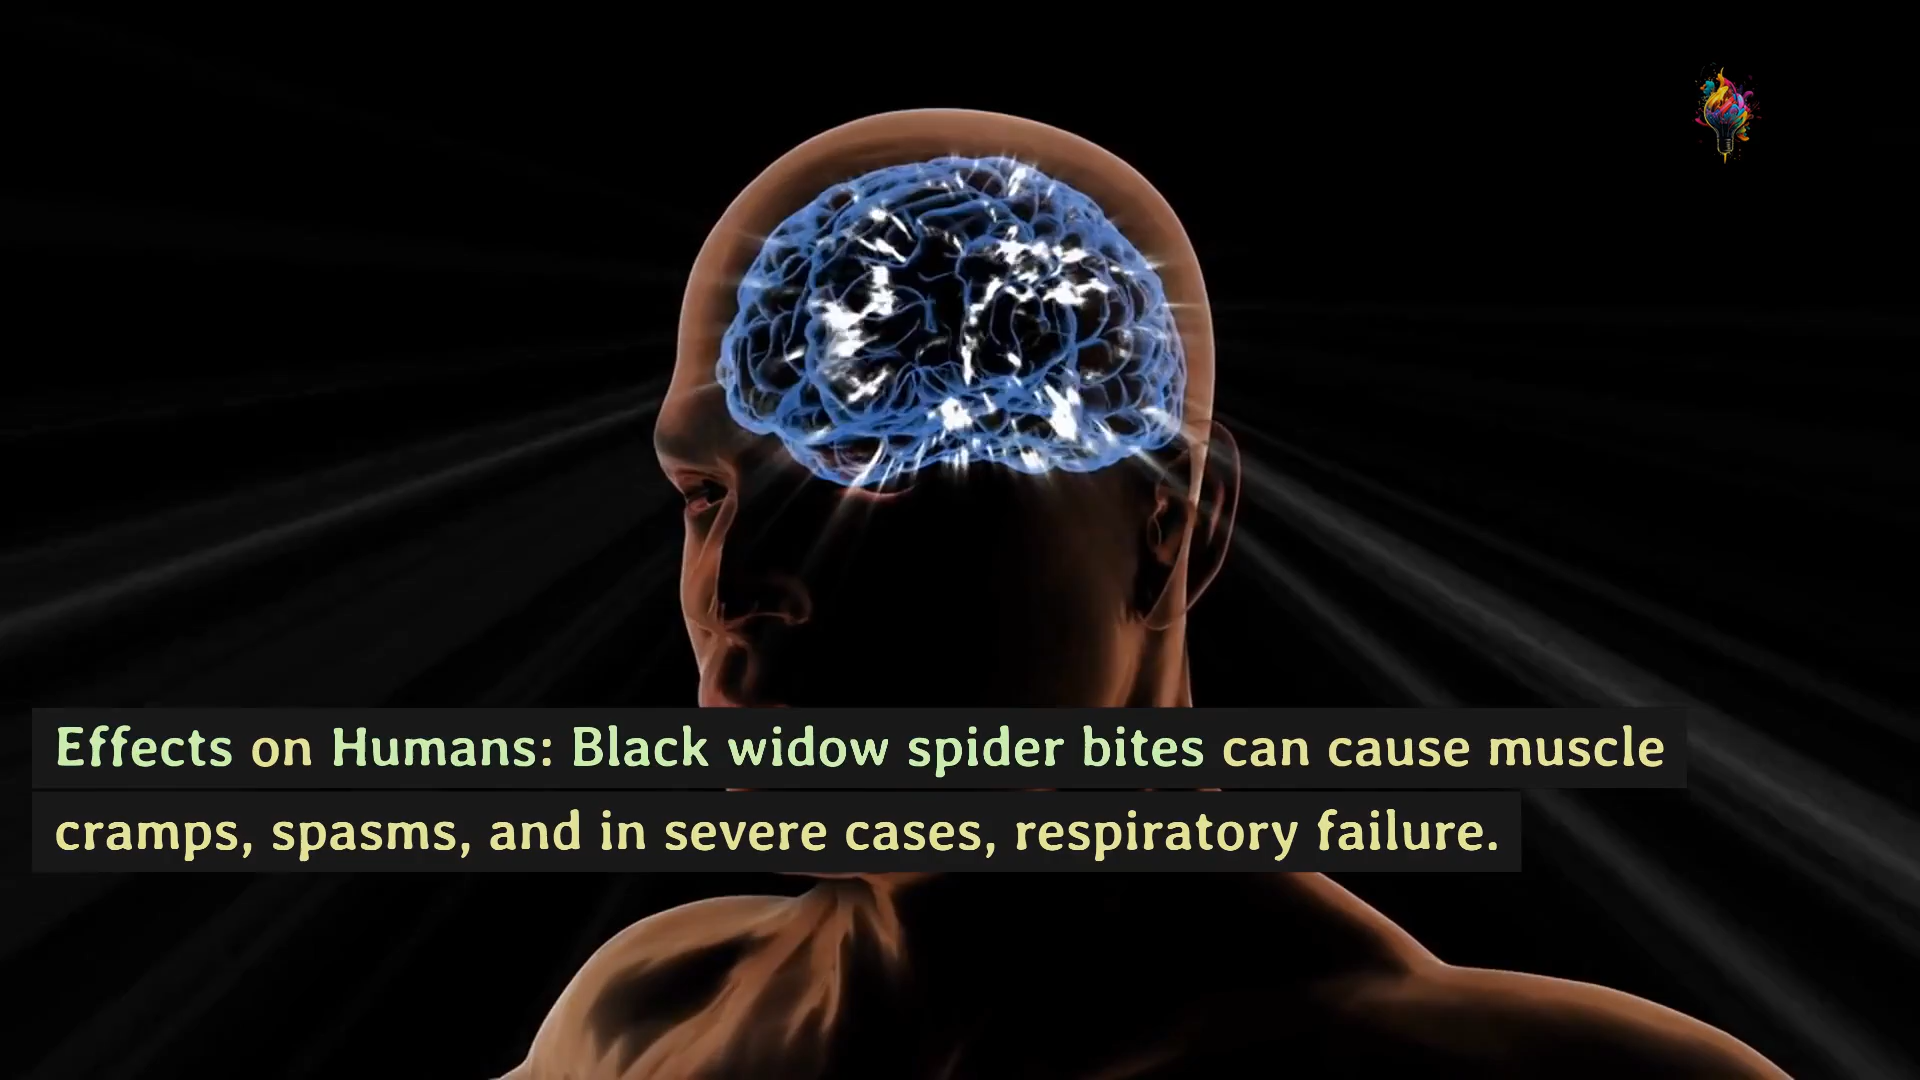 Effects on Humans: Black widow spider bites can cause muscle
cramps, spasms, and in severe cases, respiratory failure.